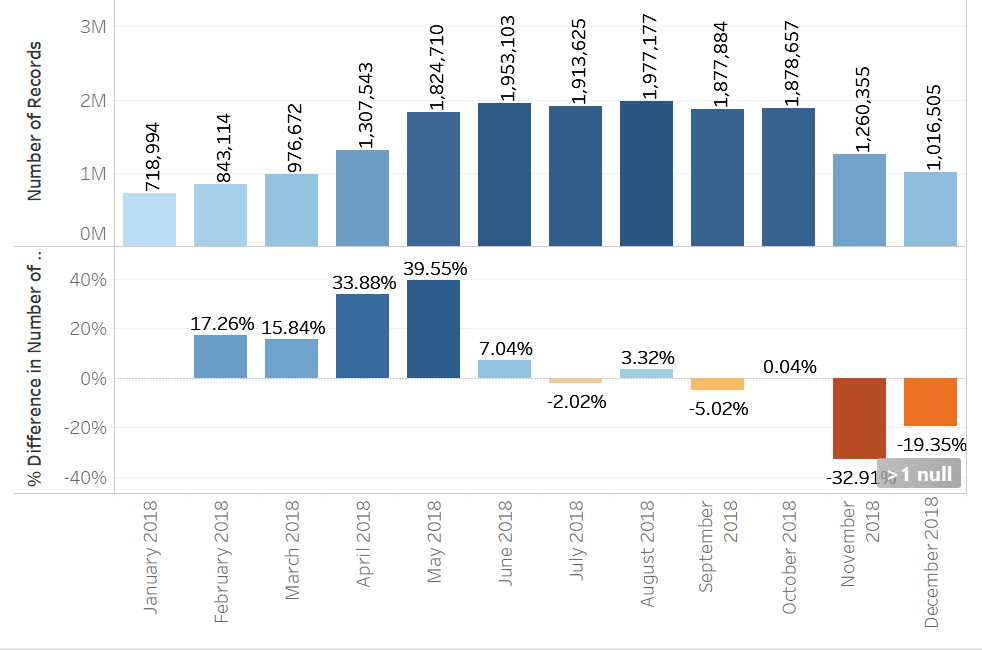 Number of Records
3M
2M
1M
0M
718,994
843,114
976,672
1,307,543
1,824,710
1,953,103
1,913,625
1,977,177
1,877,884
1,878,657
1,260,355
1,016,505
% Difference in Number of ..
40%
20%
0%
-20%
-40%
17.26%
15.84%
33.88%
39.55%
7.04%
-2.02%
3.32%
-5.02%
0.04%
-32.91%
-19.35%
>1 null
January 2018
February 2018
March 2018
April 2018
May 2018
June 2018
July 2018
August 2018
September
2018
October 2018
November
2018
December 2018